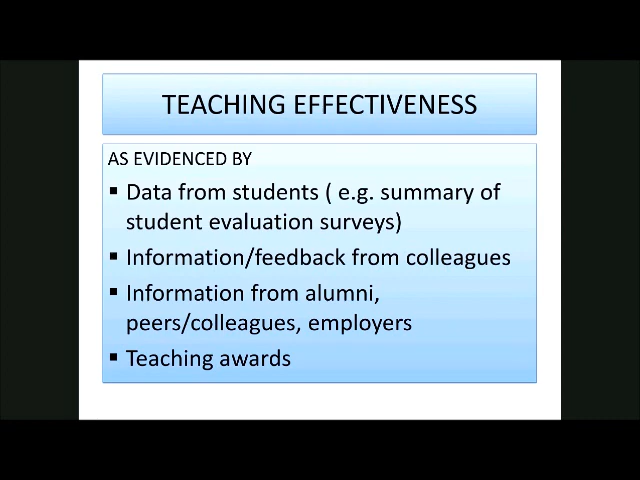 TEACHING EFFECTIVENESS
AS EVIDENCED BY
▪ Data from students ( e.g. summary of
student evaluation surveys)
▪ Information/feedback from colleagues
▪ Information from alumni,
peers/colleagues, employers
▪ Teaching awards